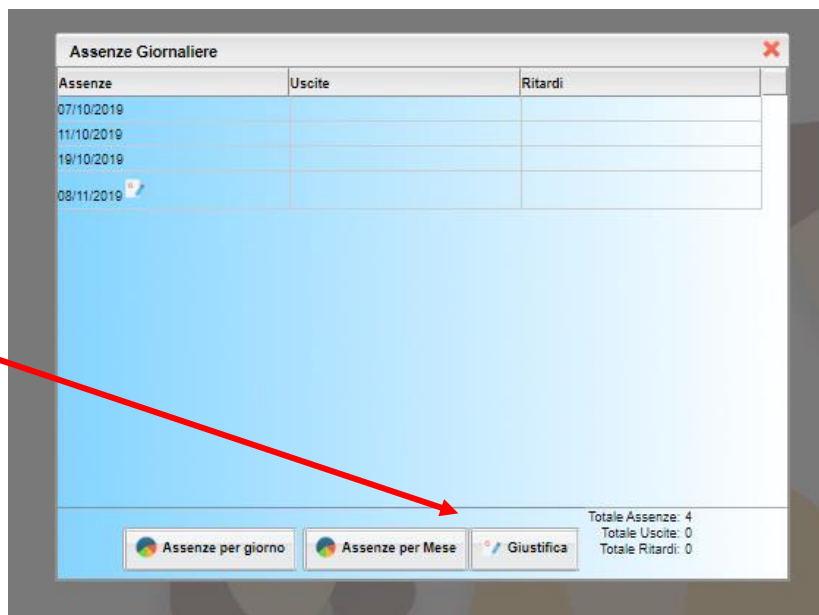 Assenze Giornaliere
Assenze Uscite Ritardi
07/10/2019
11/10/2019
19/10/2019
08/11/2019
Totale Assenze: 4
Totale Uscite: 0
Totale Ritardi: 0
Assenze per giorno Assenze per Mese Giustifica